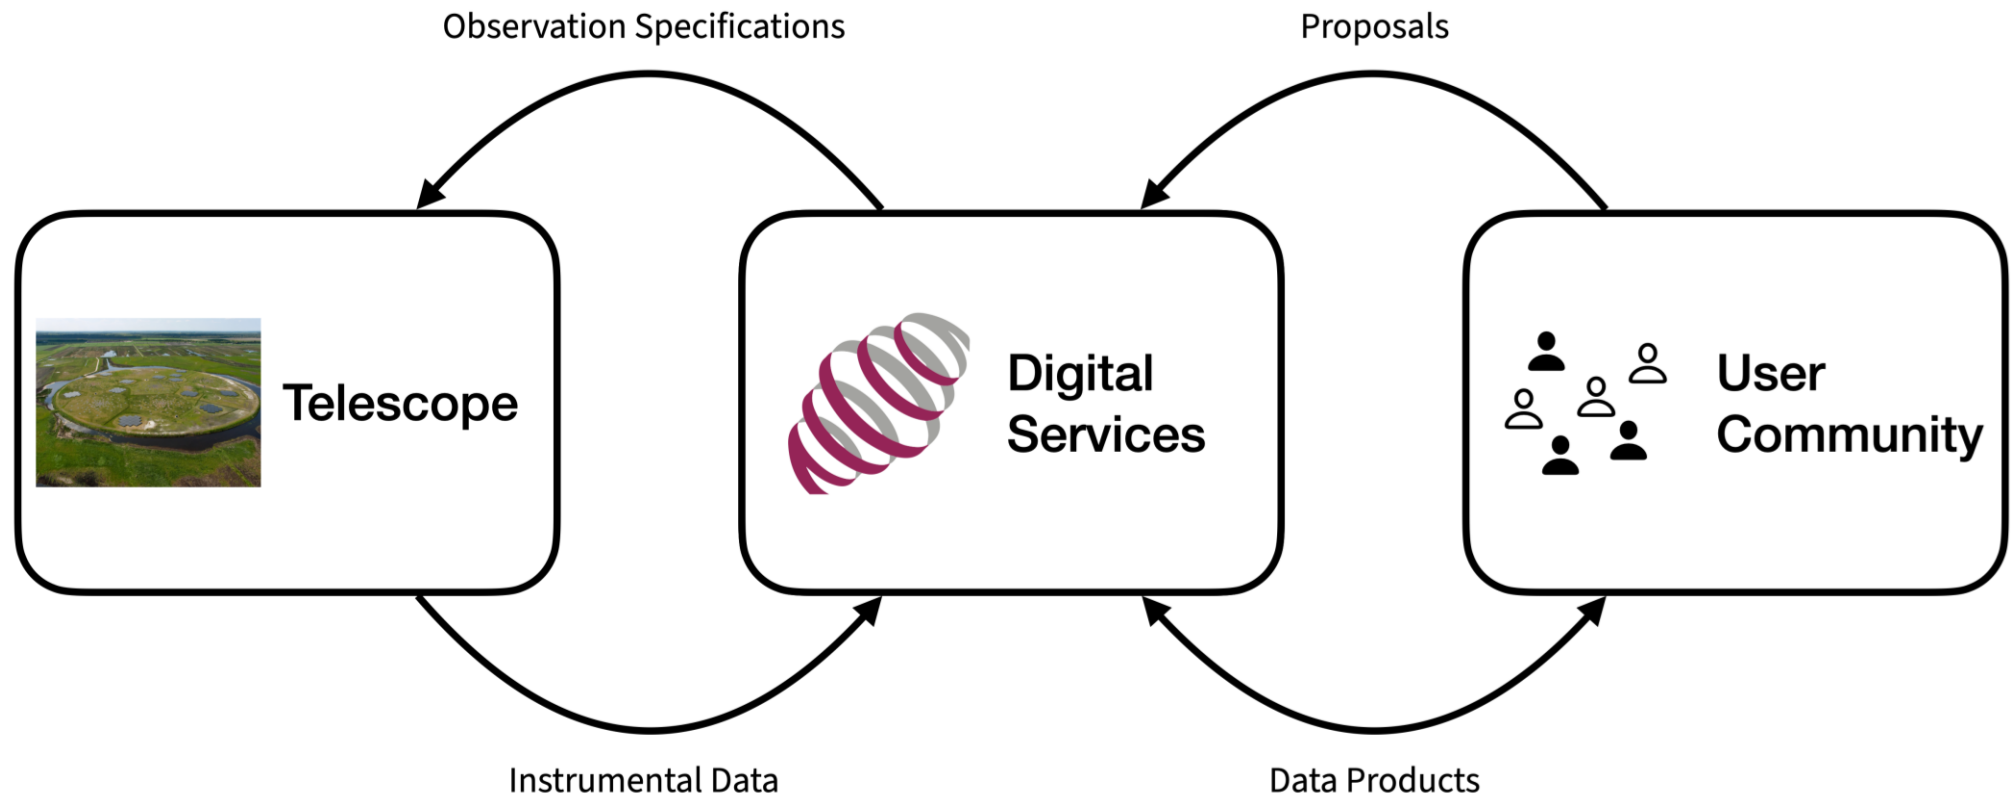 Observation Specifications
Proposals
Telescope
Digital
Services
User
Community
Instrumental Data
Data Products